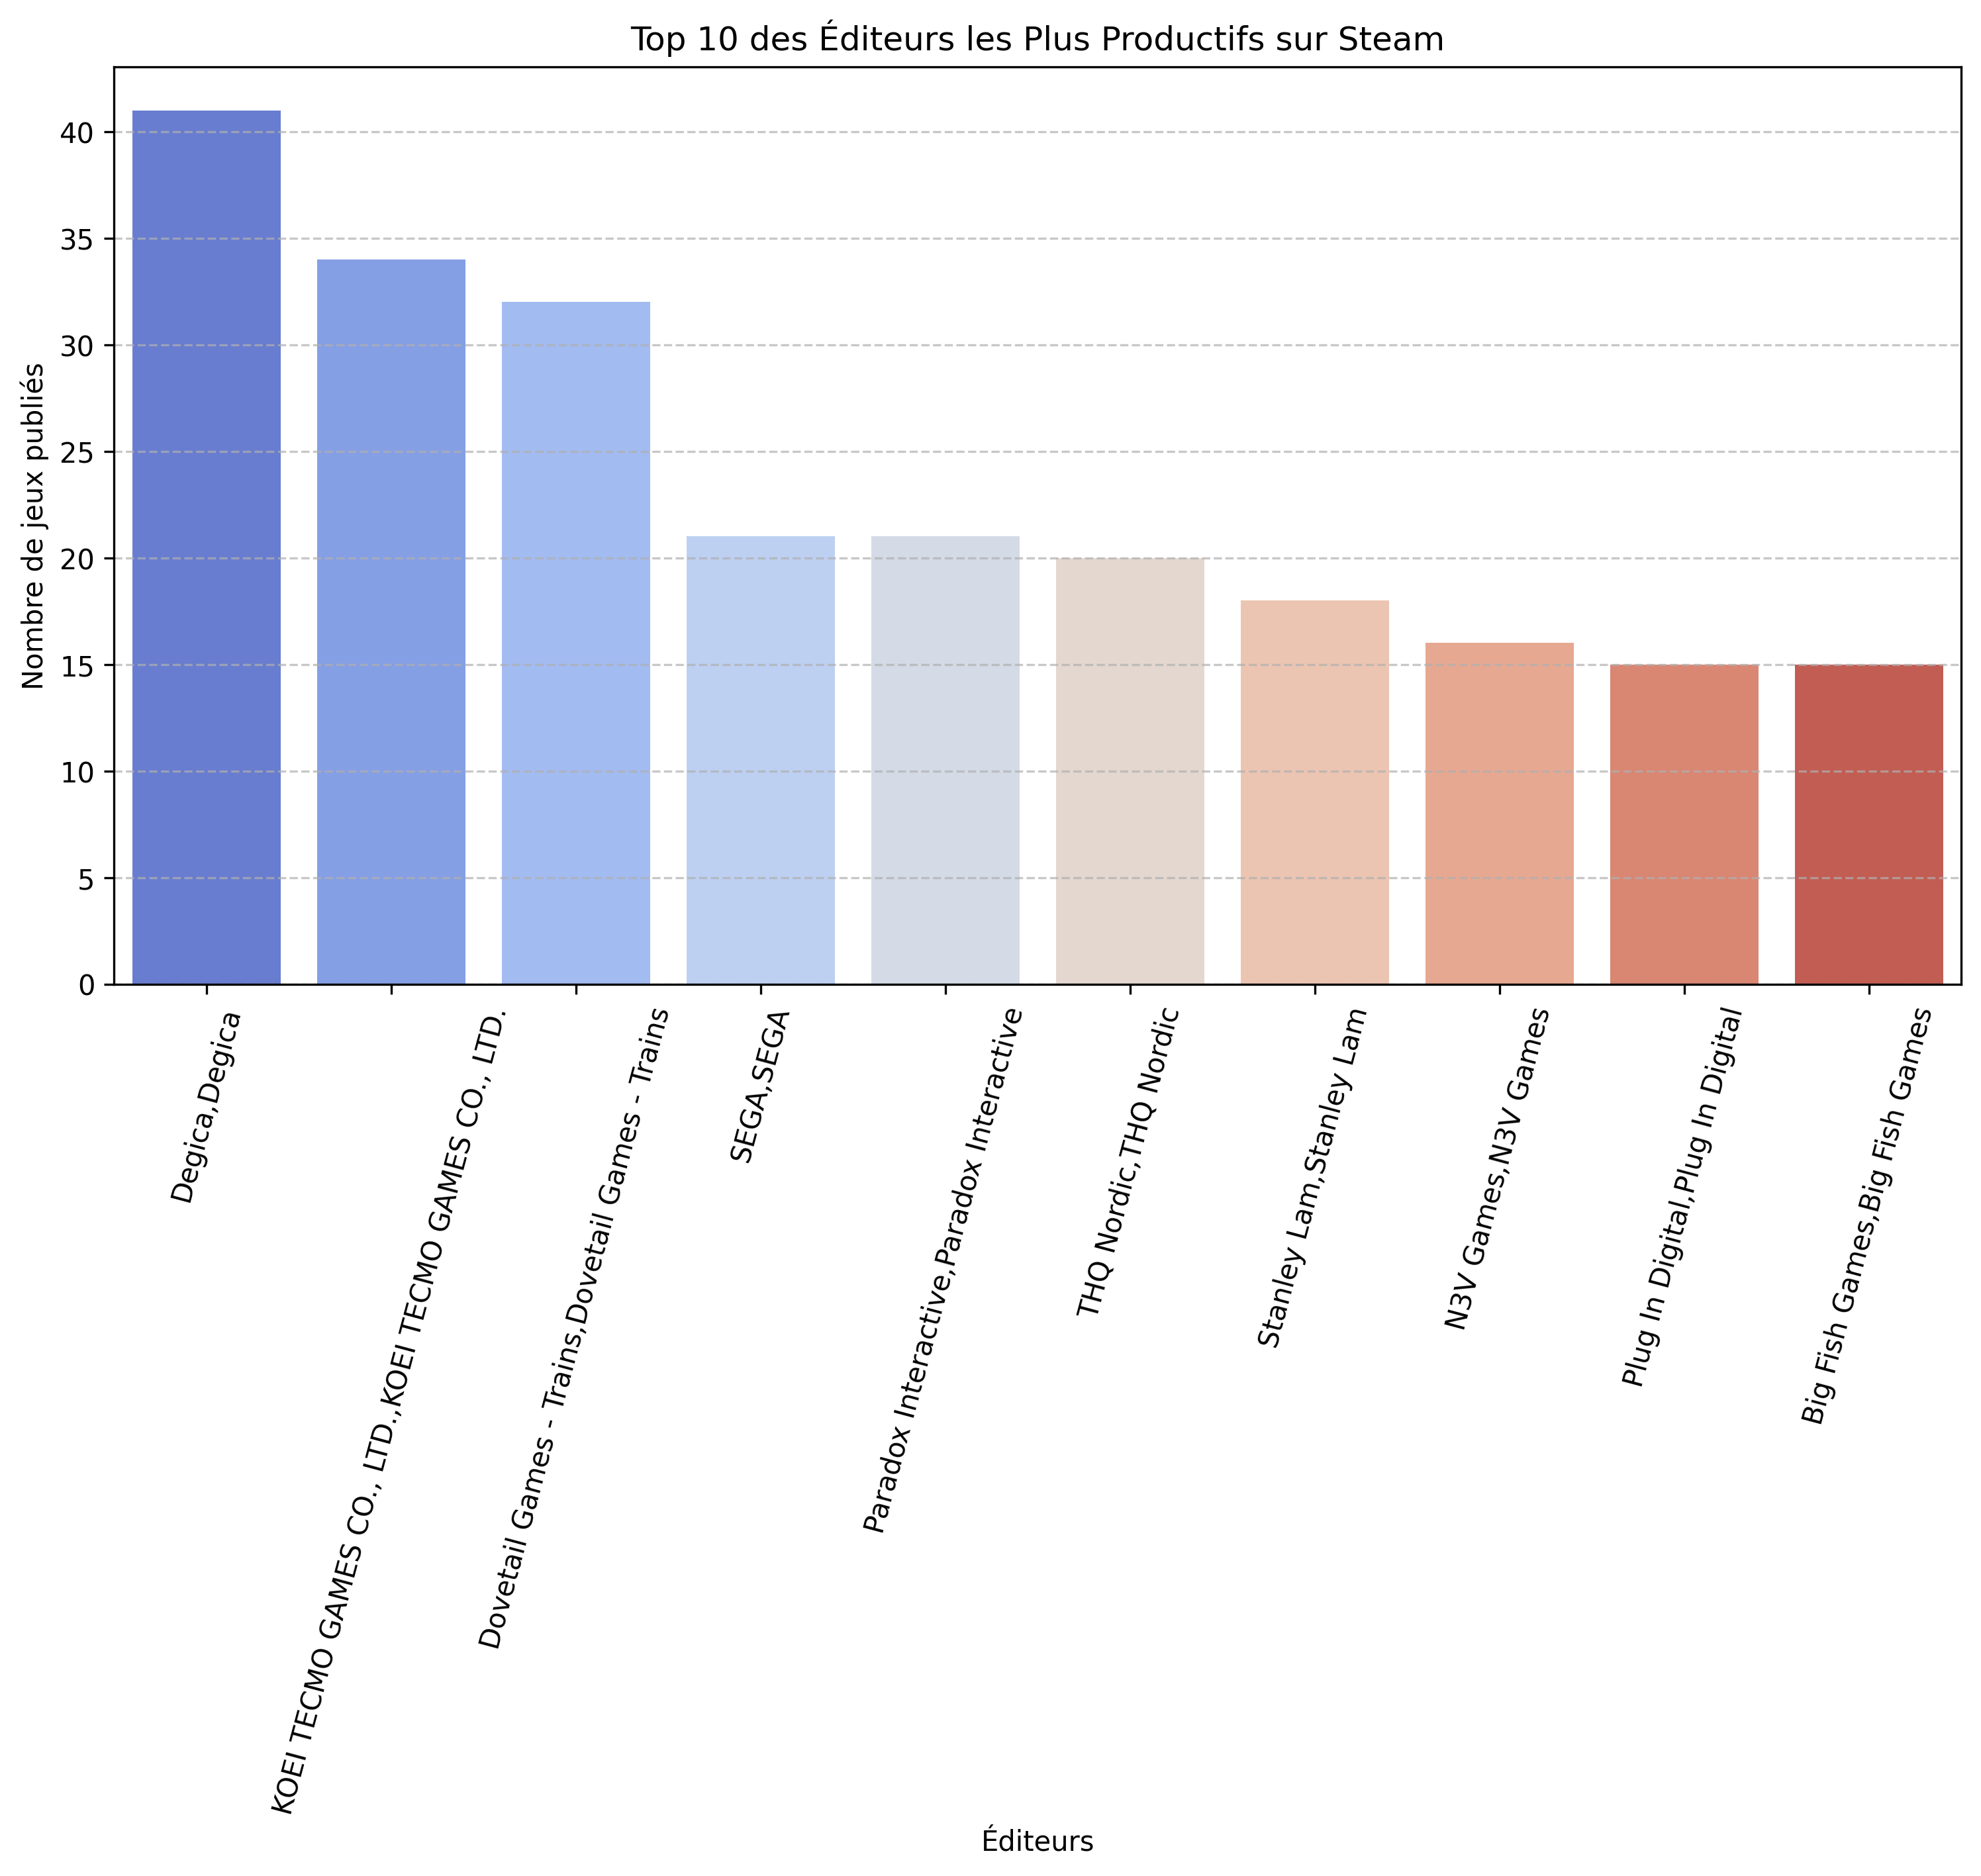 Top 10 des Éditeurs les Plus Productifs sur Steam
Nombre de jeux publiés
40
35
30
25
20
15
10
5
0
Degica,Degica
KOEI TECMO GAMES CO., LTD.,KOEI TECMO GAMES CO., LTD.
Dovetail Games - Trains,Dovetail Games - Trains
SEGA,SEGA
Paradox Interactive,Paradox Interactive
THQ Nordic,THQ Nordic
Stanley Lam,Stanley Lam
N3V Games,N3V Games
Plug In Digital,Plug In Digital
Big Fish Games,Big Fish Games
Éditeurs